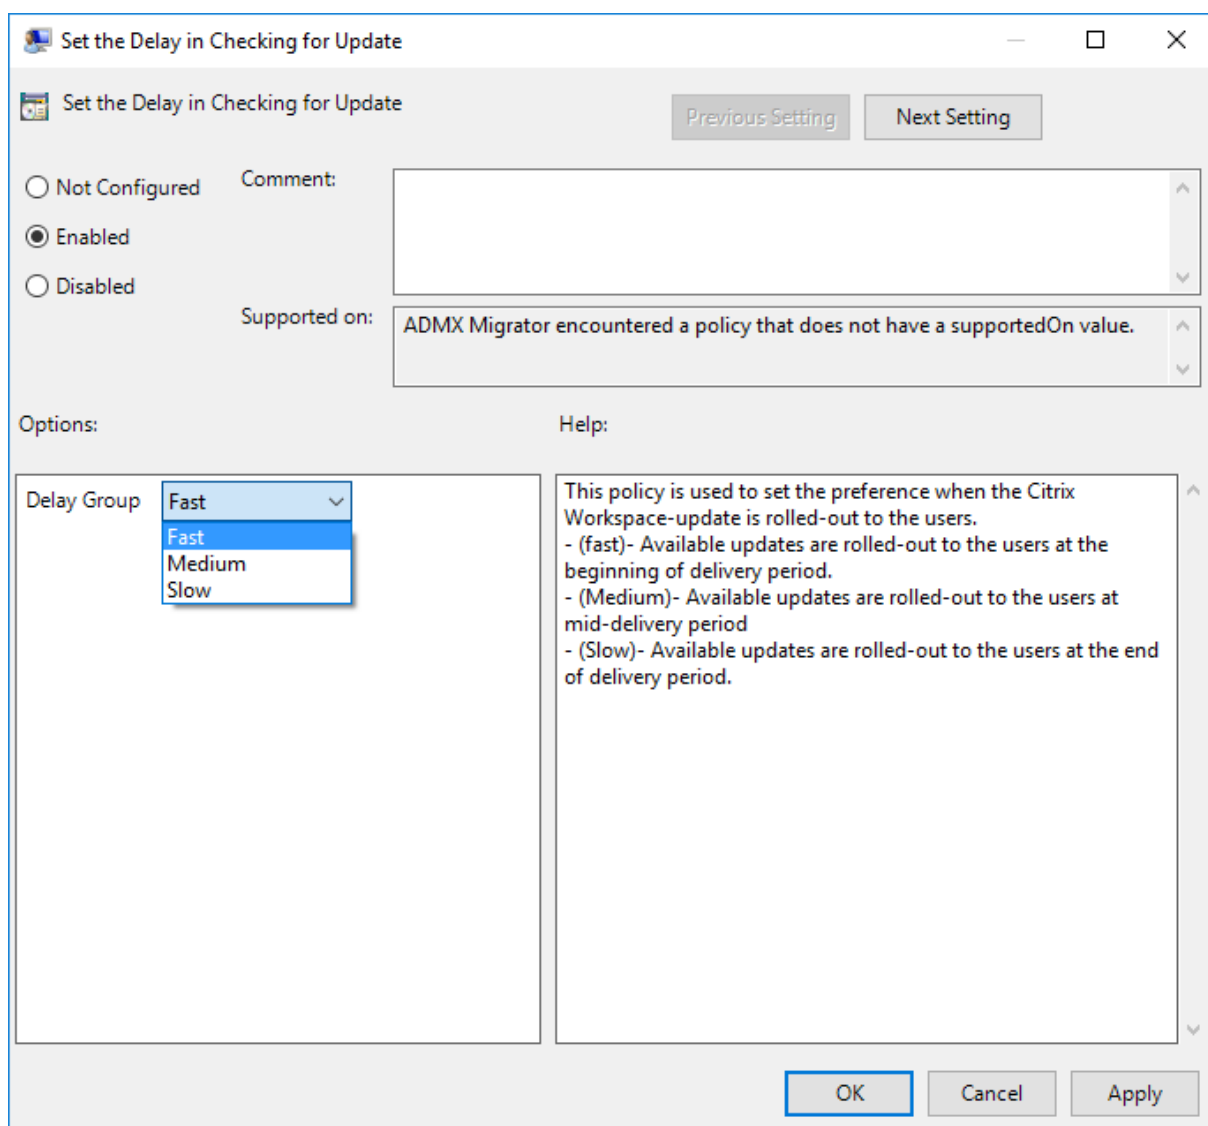 Set the Delay in Checking for Update
Set the Delay in Checking for Update
Previous Setting
Next Setting
Not Configured
Comment:
Enabled
Disabled
Supported on:
ADMX Migrator encountered a policy that does not have a supportedOn value.
Options:
Help:
Delay Group
Fast
Fast
Medium
Slow
This policy is used to set the preference when the Citrix
Workspace-update is rolled-out to the users.
- (fast)- Available updates are rolled-out to the users at the
beginning of delivery period.
- (Medium)- Available updates are rolled-out to the users at
mid-delivery period
- (Slow)- Available updates are rolled-out to the users at the end
of delivery period.
OK
Cancel
Apply